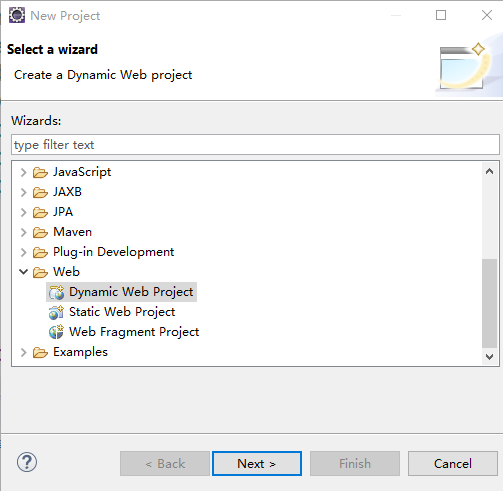 New Project
Select a wizard
Create a Dynamic Web project
Wizards:
type filter text
JavaScript
JAXB
JPA
Maven
Plug-in Development
Web
Dynamic Web Project
Static Web Project
Web Fragment Project
Examples
?
< Back
Next >
Finish
Cancel